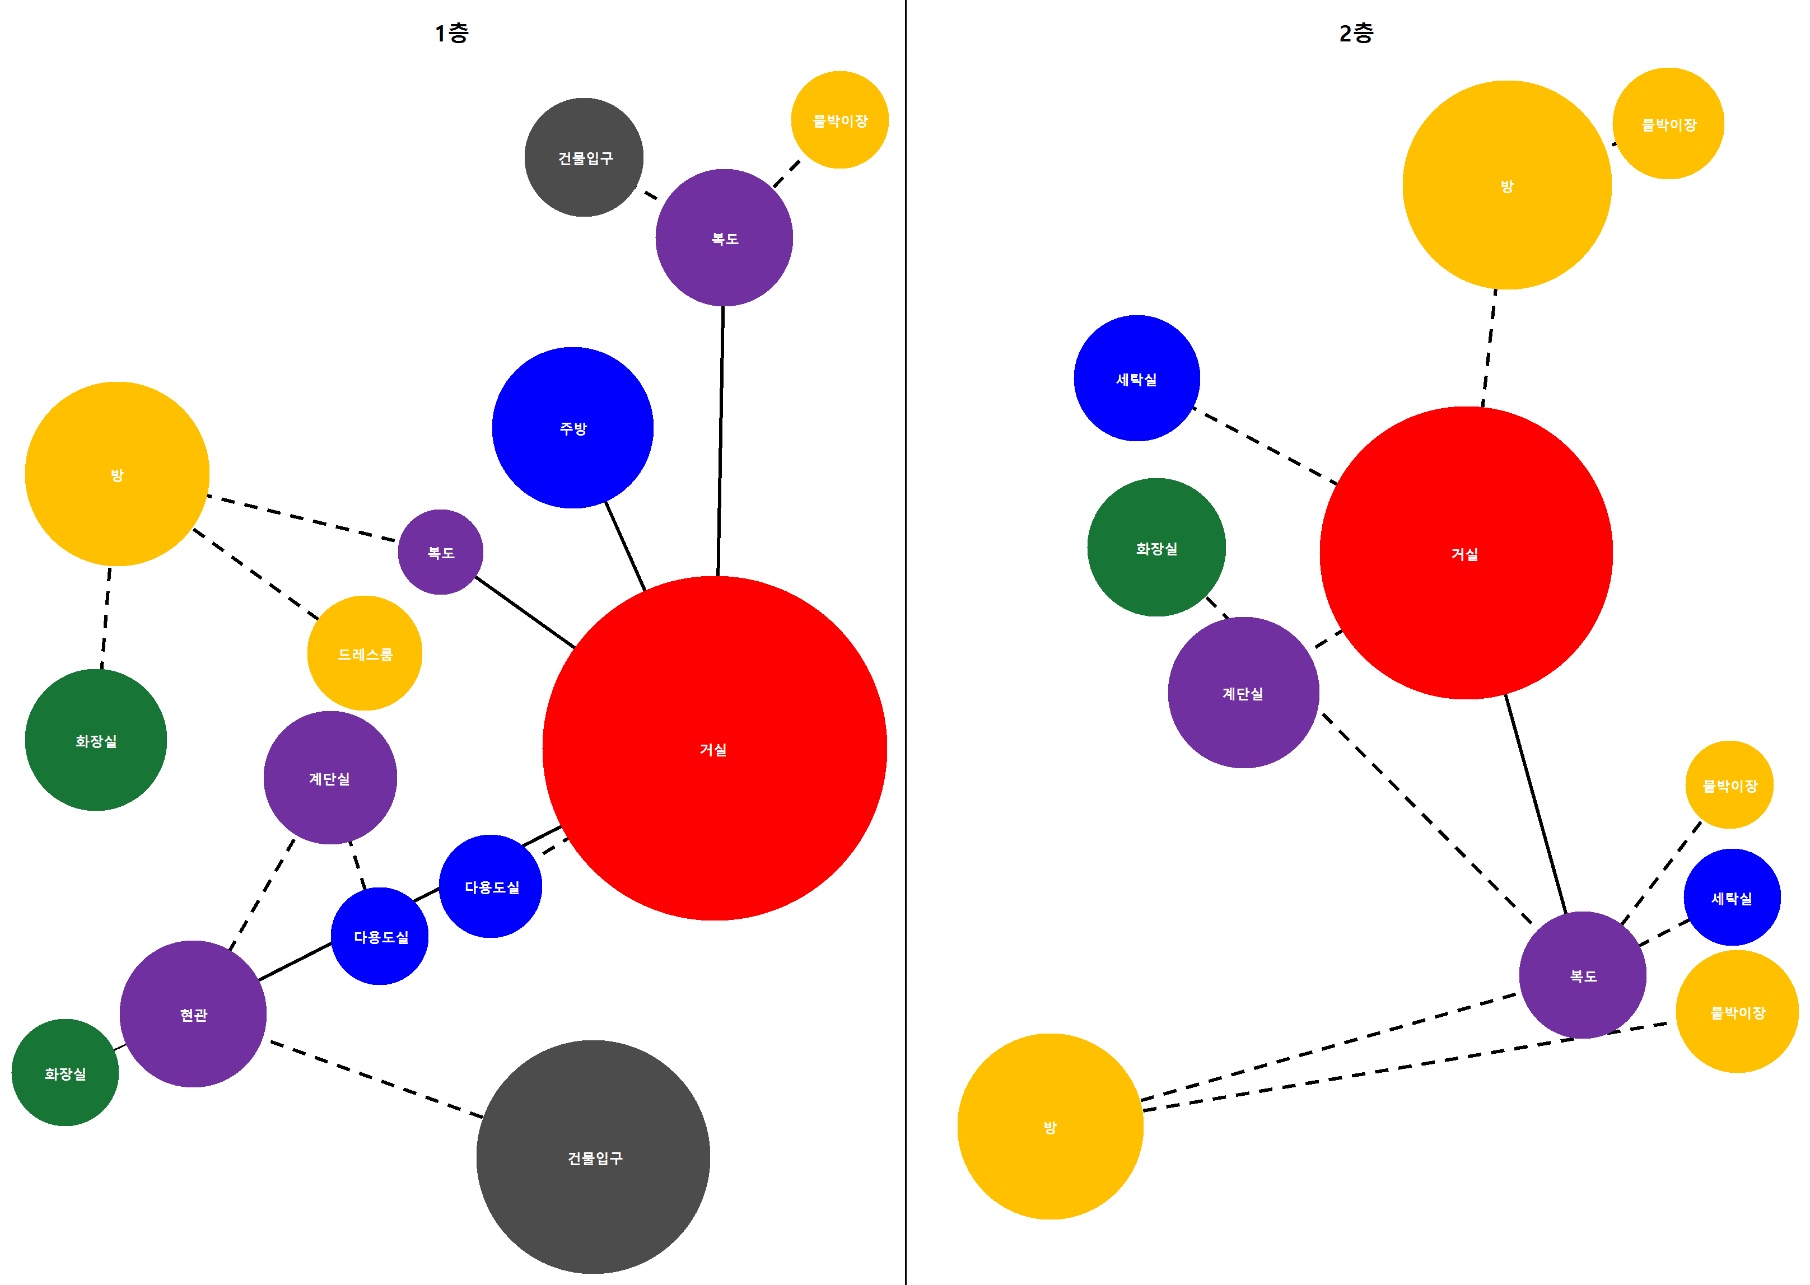 1층
건물입구
붙박이장
복도
주방
방
복도
드레스룸
화장실
계단실
거실
다용도실
다용도실
현관
화장실
건물입구
2층
방
붙박이장
세탁실
화장실
거실
계단실
붙박이장
세탁실
복도
붙박이장
방